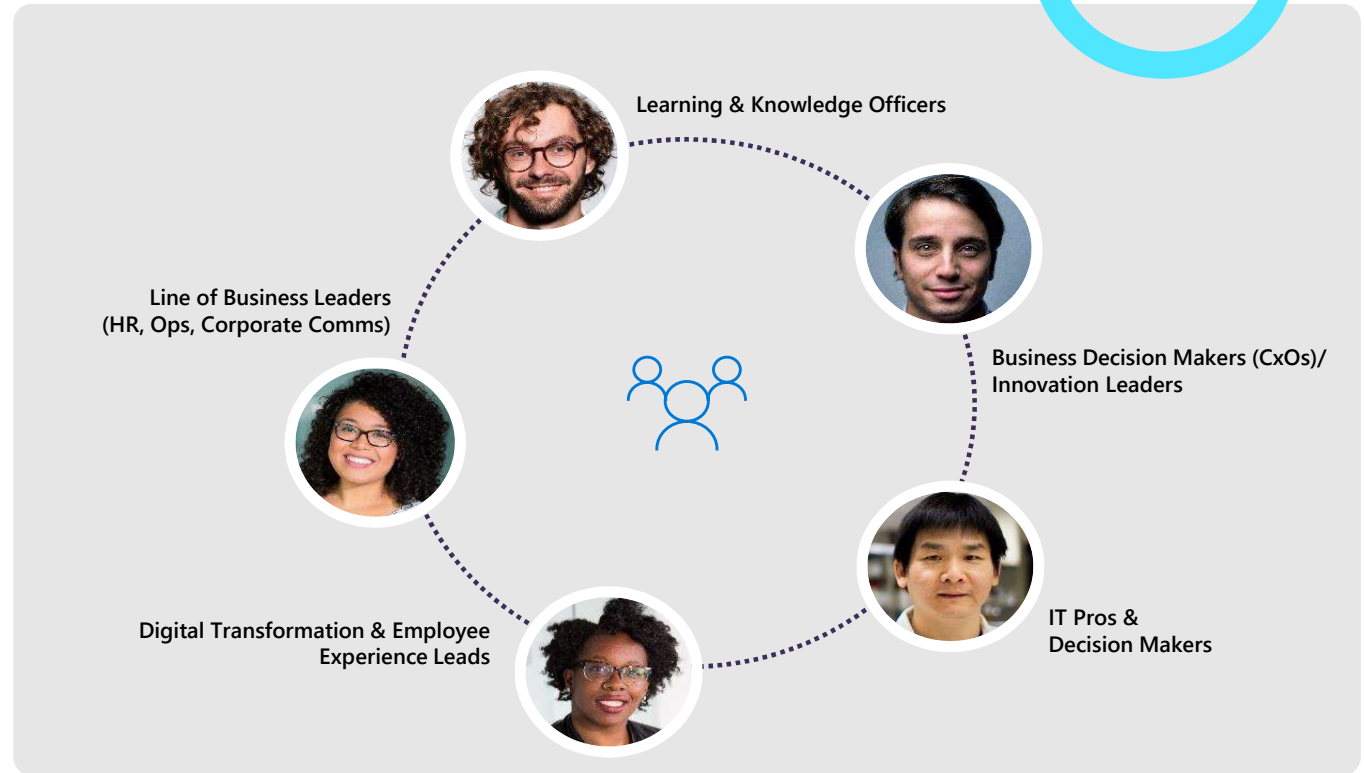 Learning & Knowledge Officers
Line of Business Leaders
(HR, Ops, Corporate Comms)
Business Decision Makers (CxOs)/
Innovation Leaders
Digital Transformation & Employee
Experience Leads
IT Pros &
Decision Makers